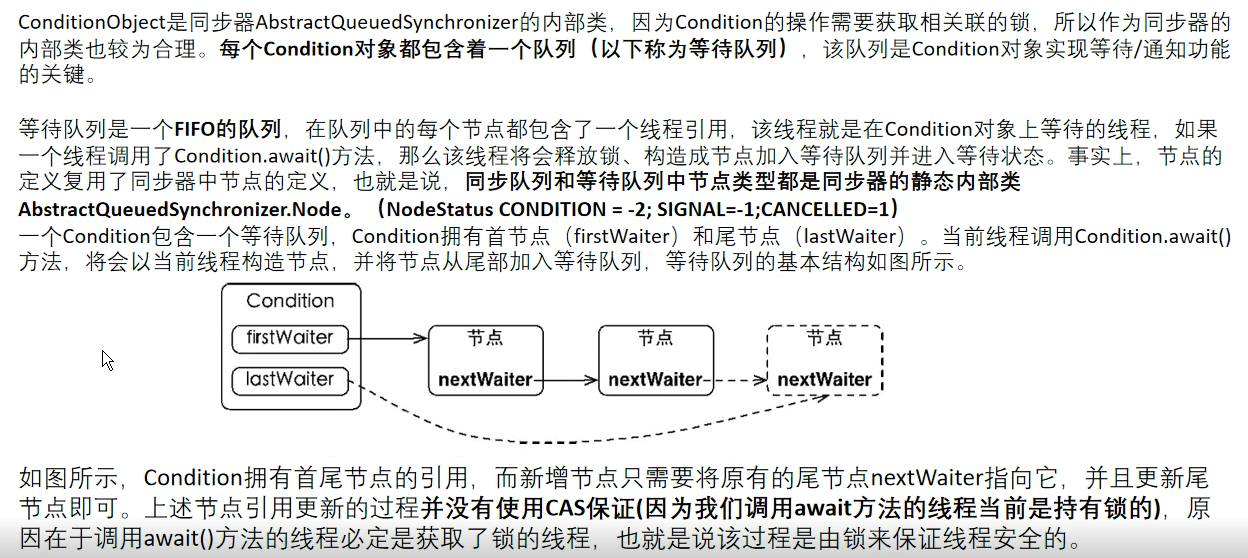 ConditionObject是同步器AbstractQueuedSynchronizer的内部类，因为Condition的操作需要获取相关联的锁，所以作为同步器的
内部类也较为合理。每个Condition对象都包含着一个队列（以下称为等待队列），该队列是Condition对象实现等待/通知功能
的关键。
等待队列是一个FIFO的队列，在队列中的每个节点都包含了一个线程引用，该线程就是在Condition对象上等待的线程，如果
一个线程调用了Condition.await()方法，那么该线程将会释放锁、构造成节点加入等待队列并进入等待状态。事实上，节点的
定义复用了同步器中节点的定义，也就是说，同步队列和等待队列中节点类型都是同步器的静态内部类
AbstractQueuedSynchronizer.Node。（NodeStatus CONDITION = -2; SIGNAL=-1;CANCELLED=1）
一个Condition包含一个等待队列，Condition拥有首节点（firstWaiter）和尾节点（lastWaiter）。当前线程调用Condition.await()
方法，将会以当前线程构造节点，并将节点从尾部加入等待队列，等待队列的基本结构如图所示。
Condition
firstWaiter
lastWaiter
节点
nextWaiter
节点
nextWaiter
节点
nextWaiter
如图所示，Condition拥有首尾节点的引用，而新增节点只需要将原有的尾节点nextWaiter指向它，并且更新尾
节点即可。上述节点引用更新的过程并没有使用CAS保证(因为我们调用await方法的线程当前是持有锁的)，原
因在于调用await()方法的线程必定是获取了锁的线程，也就是说该过程是由锁来保证线程安全的。